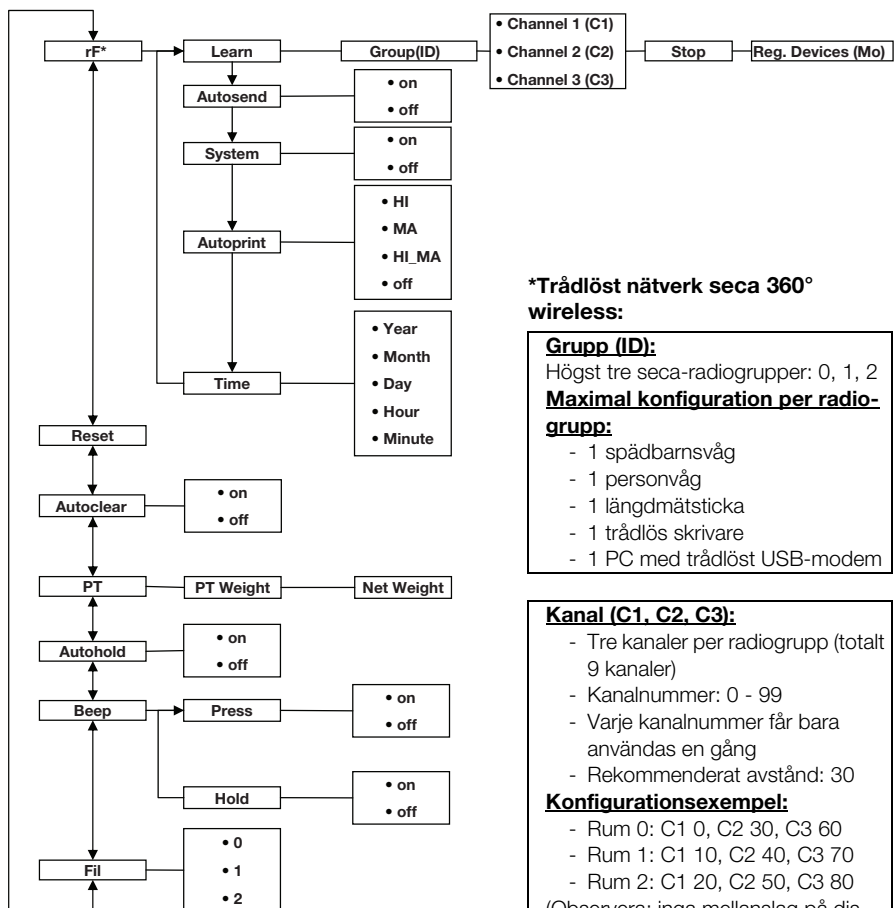 rF*
Learn
Group(ID)
• Channel 1 (C1)
• Channel 2 (C2)
• Channel 3 (C3)
Stop
Reg. Devices (Mo)
Autosend
• on
• off
System
• on
• off
Autoprint
• HI
• MA
• HI_MA
• off
Time
• Year
• Month
• Day
• Hour
• Minute
Reset
Autoclear
• on
• off
PT
PT Weight
Net Weight
Autohold
• on
• off
Beep
Press
• on
• off
Hold
• on
• off
Fil
• 0
• 1
• 2
*Trådlöst nätverk seca 360°
wireless:
Grupp (ID):
Högst tre seca-radiogrupper: 0, 1, 2
Maximal konfiguration per radio-
grupp:
- 1 spädbarnsvåg
- 1 personvåg
- 1 längdmätsticka
- 1 trådlös skrivare
- 1 PC med trådlöst USB-modem
Kanal (C1, C2, C3):
- Tre kanaler per radiogrupp (totalt
9 kanaler)
- Kanalnummer: 0 - 99
- Varje kanalnummer får bara
användas en gång
- Rekommenderat avstånd: 30
Konfigurationsexempel:
- Rum 0: C1 0, C2 30, C3 60
- Rum 1: C1 10, C2 40, C3 70
- Rum 2: C1 20, C2 50, C3 80
(Observera: inga mellanslag på dis-